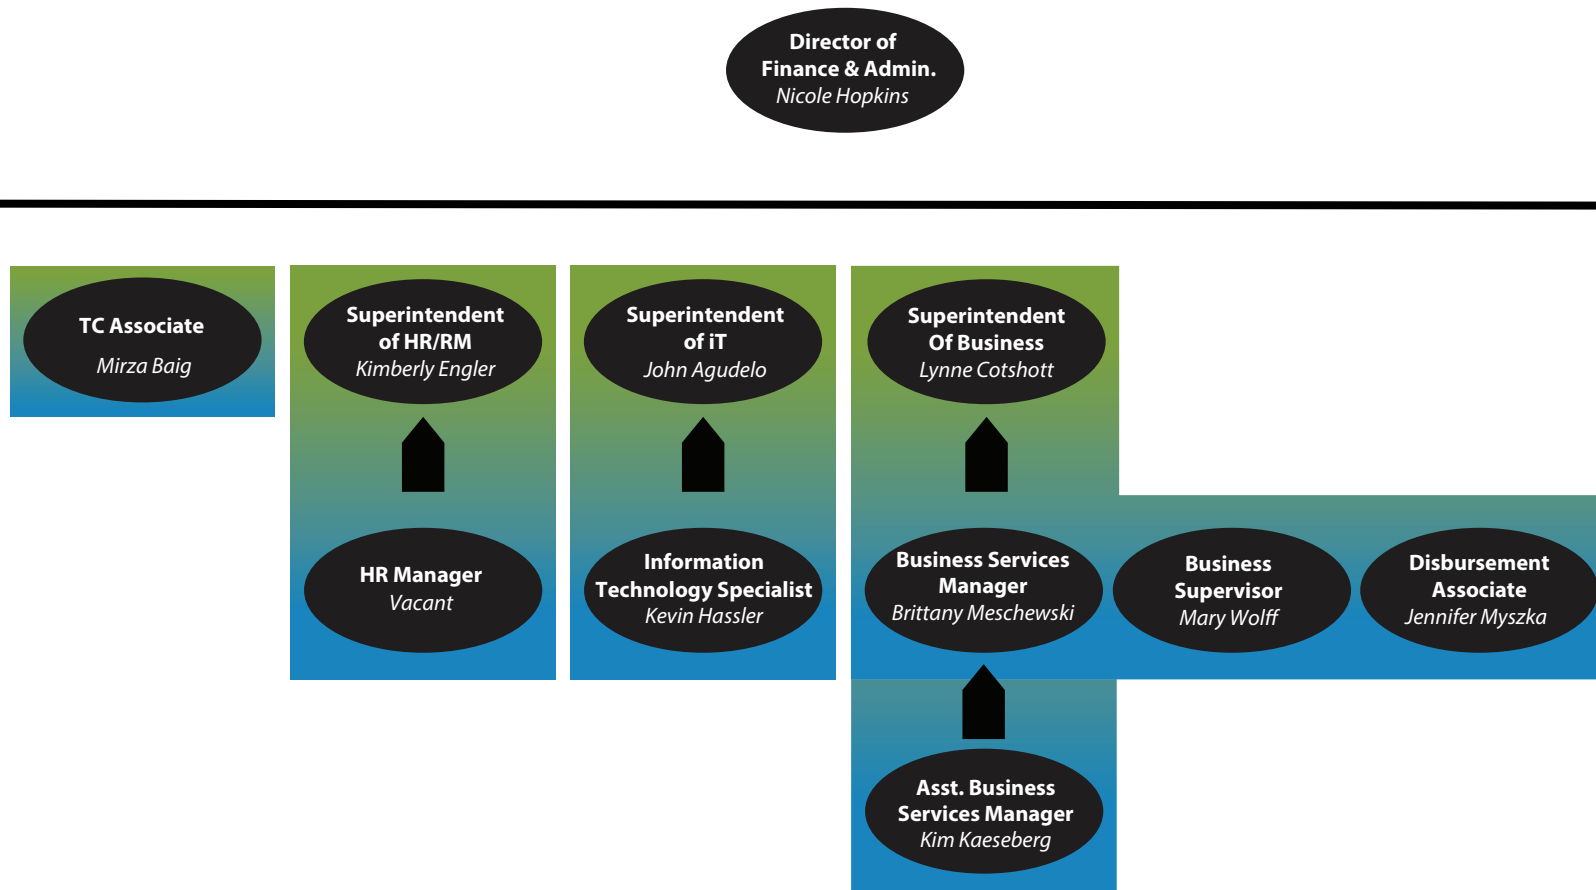 Director of
Finance & Admin.
Nicole Hopkins
TC Associate
Mirza Baig
Superintendent
of HR/RM
Kimberly Engler
Superintendent
of iT
John Agudelo
Superintendent
Of Business
Lynne Cotshott
HR Manager
Vacant
Information
Technology Specialist
Kevin Hassler
Business Services
Manager
Brittany Meschewski
Business
Supervisor
Mary Wolff
Disbursement
Associate
Jennifer Myszka
Asst. Business
Services Manager
Kim Kaeseberg